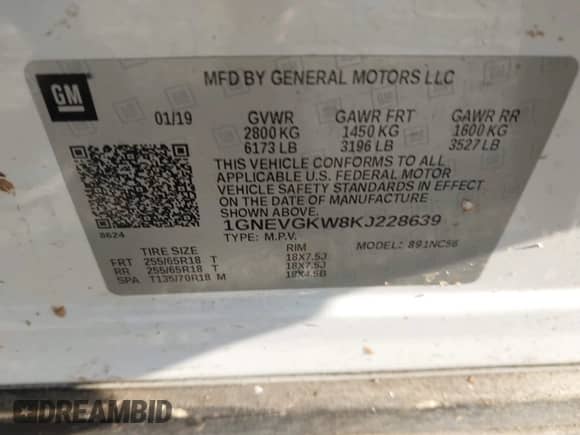 GM
MFD BY GENERAL MOTORS LLC
01/19 GVWR GAWR FRT GAWR RR
2800 KG 1450 KG 1600 KG
6173 LB 3196 LB 3527 LB
THIS VEHICLE CONFORMS TO ALL
APPLICABLE U.S. FEDERAL MOTOR
VEHICLE SAFETY STANDARDS IN EFFECT
ON THE DATE OF MANUFACTURE
SHOWN ABOVE.
1GNEVGKW8KJ228639
8624
TYPE: M.P.V. MODEL: 891NC56
TIRE SIZE RIM
FRT 255/65R18 T 18X7.5J
RR 255/65R18 T 18X7.5J
SPA T135/70R18 M 18X4.5B
DREAMBID